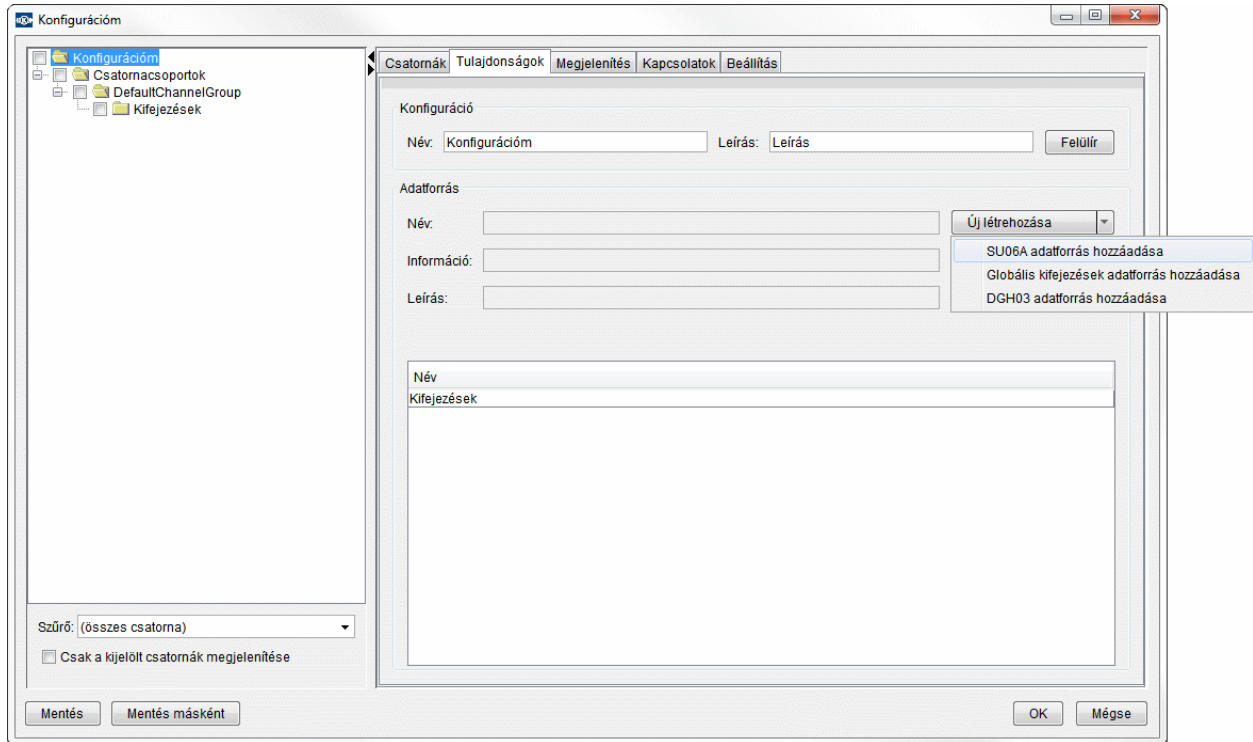 Konfigurációm
Konfigurációm
Csatornacsoportok
DefaultChannelGroup
Kifejezések
Szűrő: (összes csatorna)
Csak a kijelölt csatornák megjelenítése
Csatornák Tulajdonságok Megjelenítés Kapcsolatok Beállítás
Konfiguráció
Név: Konfigurációm Leírás: Leírás Felülír
Adatforrás
Név: Új létrehozása
SU06A adatforrás hozzáadása
Információ:
Globális kifejezések adatforrás hozzáadása
Leírás:
DGH03 adatforrás hozzáadása
Név
Kifejezések
Mentés Mentés másként OK Mégse